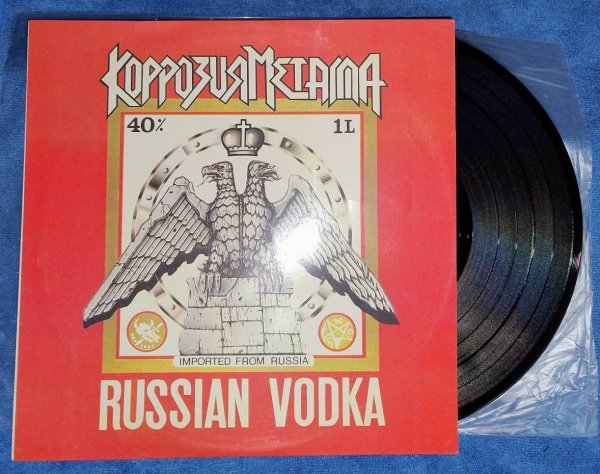 КОРРОЗИЯ МЕТАЛЛА
40% 1L
IMPORTED FROM RUSSIA
RUSSIAN VODKA